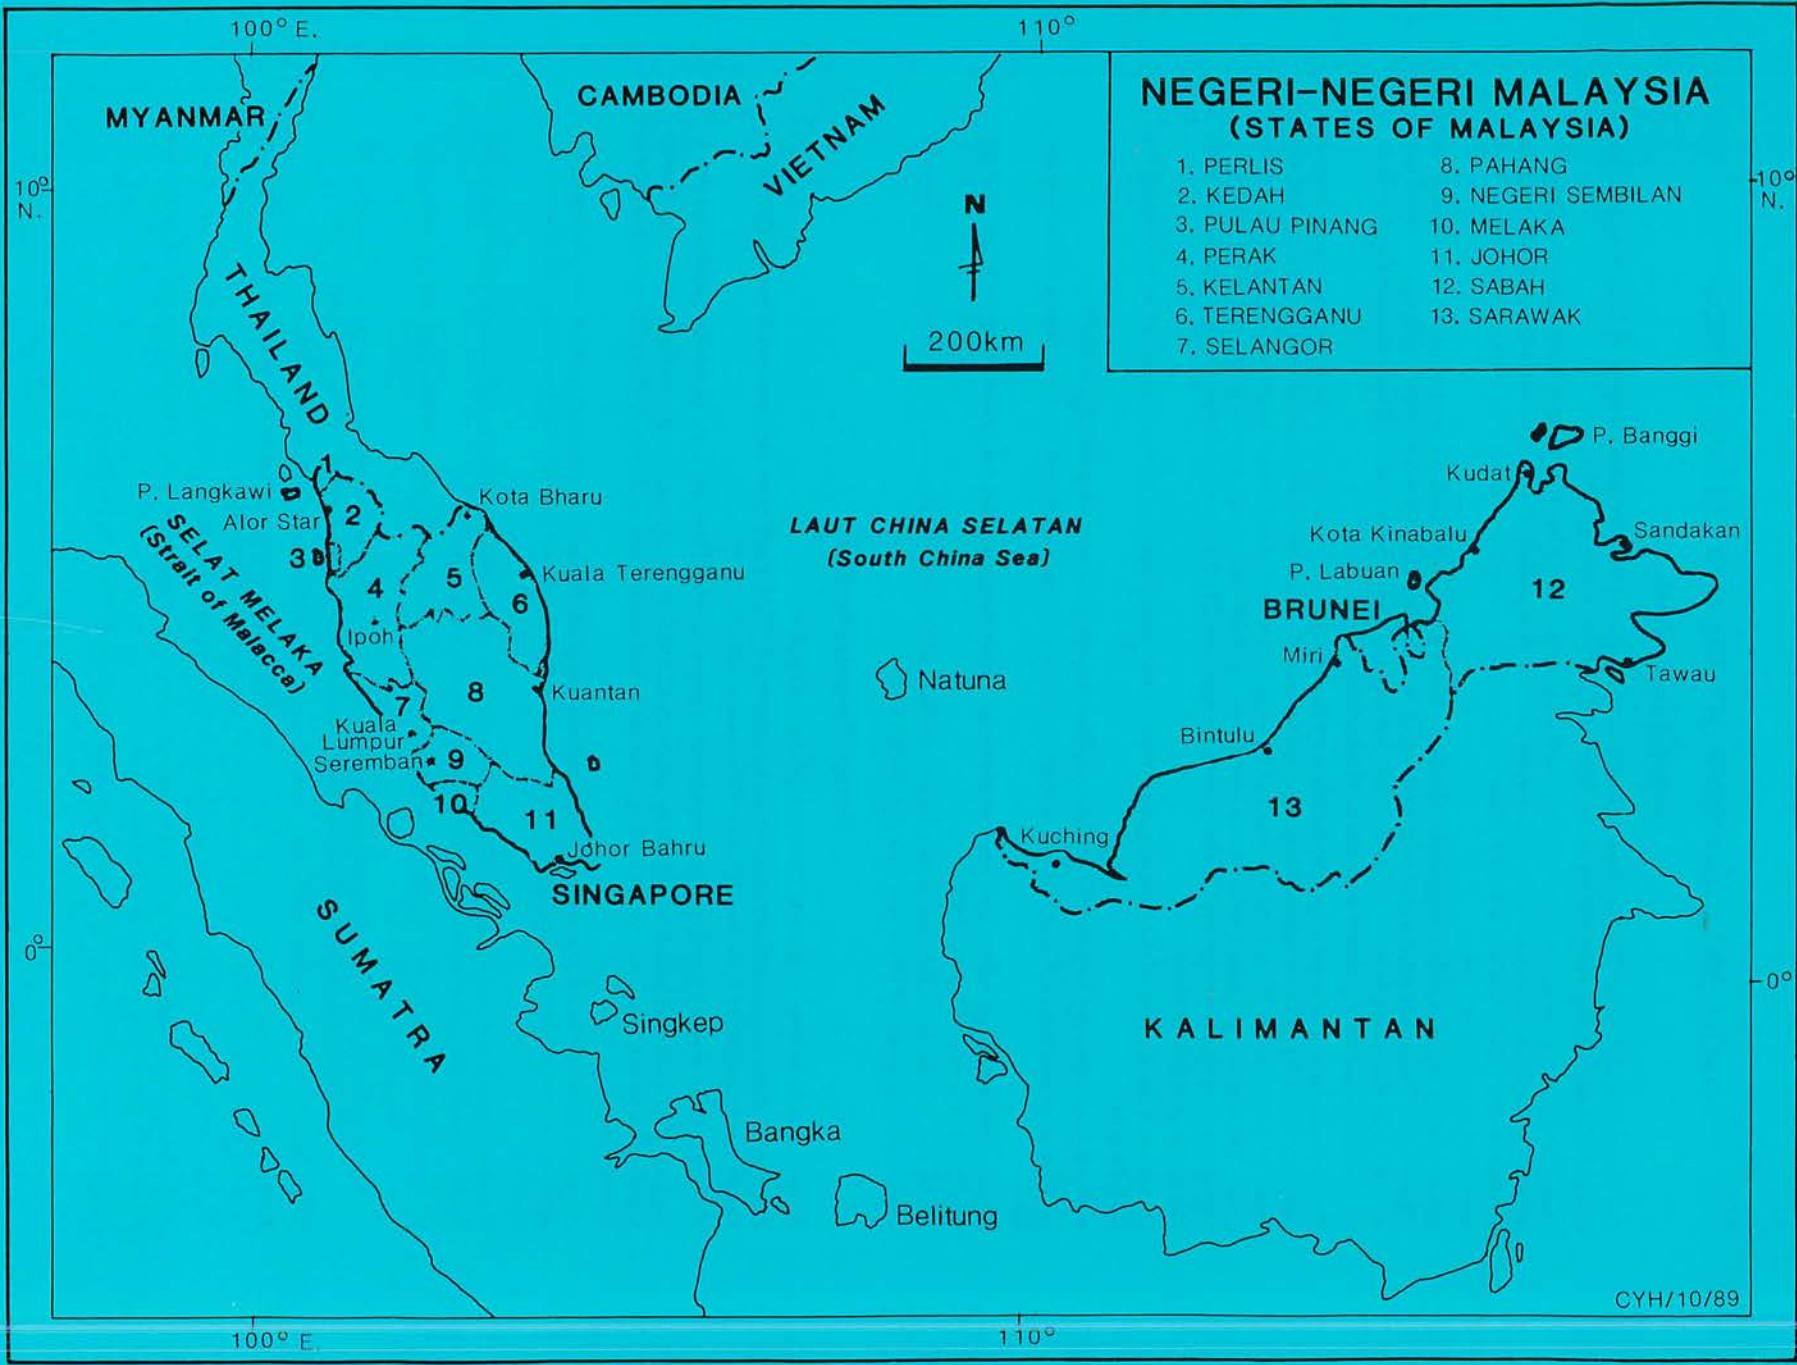 100° E.
110°
MYANMAR
CAMBODIA
VIETNAM
NEGERI-NEGERI MALAYSIA
(STATES OF MALAYSIA)
1. PERLIS
2. KEDAH
3. PULAU PINANG
4. PERAK
5. KELANTAN
6. TERENGGANU
7. SELANGOR
8. PAHANG
9. NEGERI SEMBILAN
10. MELAKA
11. JOHOR
12. SABAH
13. SARAWAK
10°
N.
10°
N.
N
200km
THAILAND
P. Banggi
Kudat
1
P. Langkawi
Kota Bharu
Alor Star
2
SELAT MELAKA
(Strait of Malacca)
LAUT CHINA SELATAN
(South China Sea)
Kota Kinabalu
Sandakan
3
4
5
6
Kuala Terengganu
P. Labuan
12
BRUNEI
Ipoh
Miri
Tawau
Natuna
8
Kuantan
7
Kuala
Lumpur
Seremban
9
Bintulu
10
11
13
Kuching
Johor Bahru
SINGAPORE
SUMATRA
0°
0°
Singkep
KALIMANTAN
Bangka
Belitung
CYH/10/89
100° E.
110°